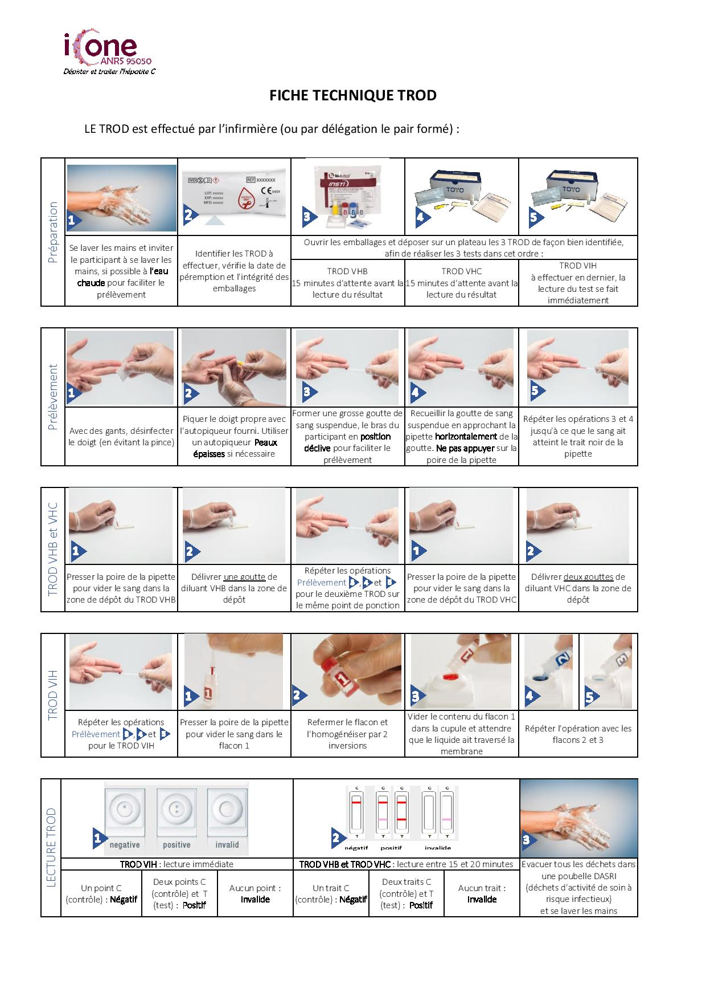 iCone
ANRS 95050
Dépister et traiter l'hépatite C
FICHE TECHNIQUE TROD
LE TROD est effectué par l'infirmière (ou par délégation le pair formé) :
Préparation
1
2
IVD
REF XXXXXXX
LOT: xxxxxx
EXP: xxxxxx
MFD: xxxxxx
CE 0459
3
biolytical
INSTi
4
TOYO
TOYO
5
TOYO
TOYO
Se laver les mains et inviter
le participant à se laver les
mains, si possible à l'eau
chaude pour faciliter le
prélèvement
Identifier les TROD à
effectuer, vérifie la date de
péremption et l'intégrité des
emballages
Ouvrir les emballages et déposer sur un plateau les 3 TROD de façon bien identifiée,
afin de réaliser les 3 tests dans cet ordre :
TROD VHB
15 minutes d'attente avant la
lecture du résultat
TROD VHC
15 minutes d'attente avant la
lecture du résultat
TROD VIH
à effectuer en dernier, la
lecture du test se fait
immédiatement
Prélèvement
1
2
3
4
5
Avec des gants, désinfecter
le doigt (en évitant la pince)
Piquer le doigt propre avec
l'autopiqueur fourni. Utiliser
un autopiqueur Peaux
épaisses si nécessaire
Former une grosse goutte de
sang suspendue, le bras du
participant en position
déclive pour faciliter le
prélèvement
Recueillir la goutte de sang
suspendue en approchant la
pipette horizontalement de la
goutte. Ne pas appuyer sur la
poire de la pipette
Répéter les opérations 3 et 4
jusqu'à ce que le sang ait
atteint le trait noir de la
pipette
TROD VHB et VHC
1
2
1
2
Presser la poire de la pipette
pour vider le sang dans la
zone de dépôt du TROD VHB
Délivrer une goutte de
diluant VHB dans la zone de
dépôt
Répéter les opérations
Prélèvement 3, 4 et 5
pour le deuxième TROD sur
le même point de ponction
Presser la poire de la pipette
pour vider le sang dans la
zone de dépôt du TROD VHC
Délivrer deux gouttes de
diluant VHC dans la zone de
dépôt
TROD VIH
1
1
2
1
3
1
4
2
5
3
Répéter les opérations
Prélèvement 3, 4 et 5
pour le TROD VIH
Presser la poire de la pipette
pour vider le sang dans le
flacon 1
Refermer le flacon et
l'homogénéiser par 2
inversions
Vider le contenu du flacon 1
dans la cupule et attendre
que le liquide ait traversé la
membrane
Répéter l'opération avec les
flacons 2 et 3
LECTURE TROD
1
negative positive invalid
2
C C C C C
T T T T T
négatif positif invalide
3
TROD VIH : lecture immédiate
TROD VHB et TROD VHC : lecture entre 15 et 20 minutes
Un point C
(contrôle) : Négatif
Deux points C
(contrôle) et T
(test) : Positif
Aucun point :
Invalide
Un trait C
(contrôle) : Négatif
Deux traits C
(contrôle) et T
(test) : Positif
Aucun trait :
Invalide
Evacuer tous les déchets dans
une poubelle DASRI
(déchets d'activité de soin à
risque infectieux)
et se laver les mains